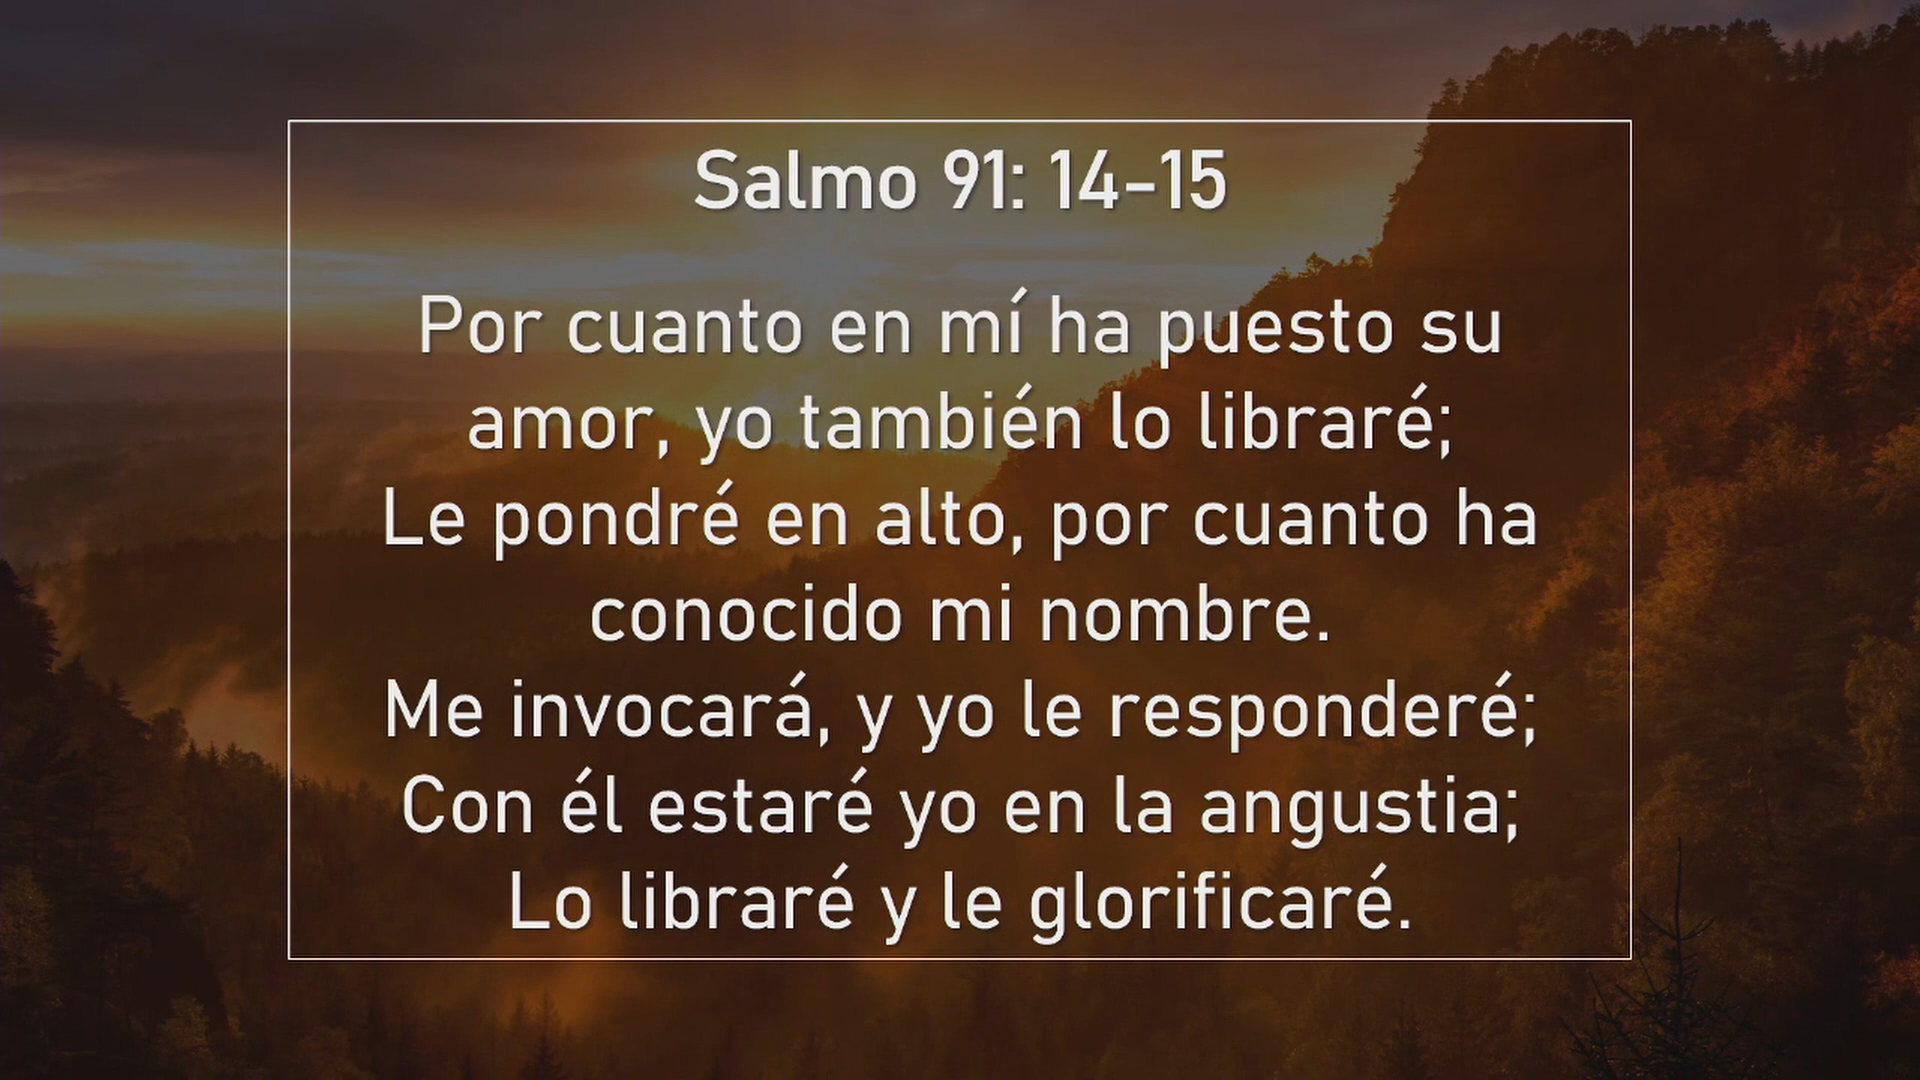 Salmo 91: 14-15
Por cuanto en mí ha puesto su
amor, yo también lo libraré;
Le pondré en alto, por cuanto ha
conocido mi nombre.
Me invocará, y yo le responderé;
Con él estaré yo en la angustia;
Lo libraré y le glorificaré.